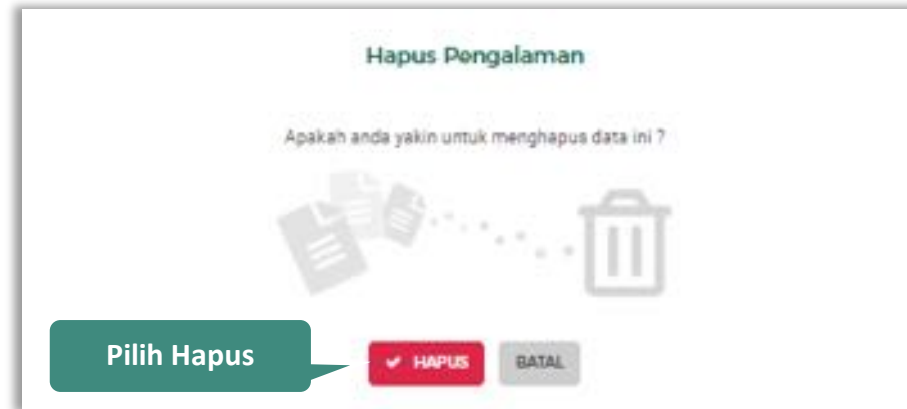 Hapus Pengalaman
Apakah anda yakin untuk menghapus data ini ?
Pilih Hapus
HAPUS
BATAL